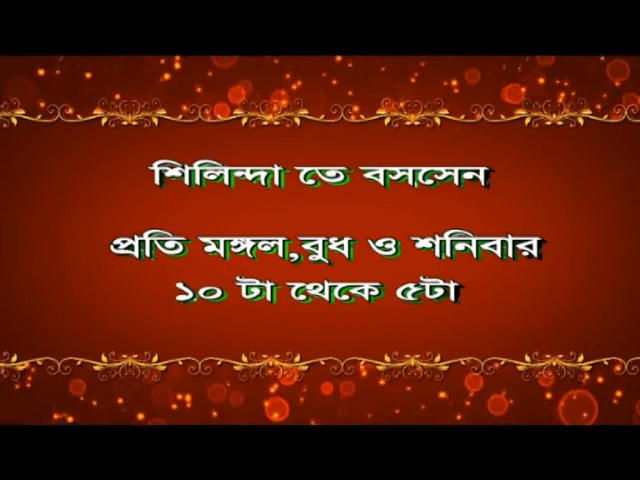 শিলিন্দা তে বসসেন
প্রতি মঙ্গল,বুধ ও শনিবার
১০ টা থেকে ৫টা